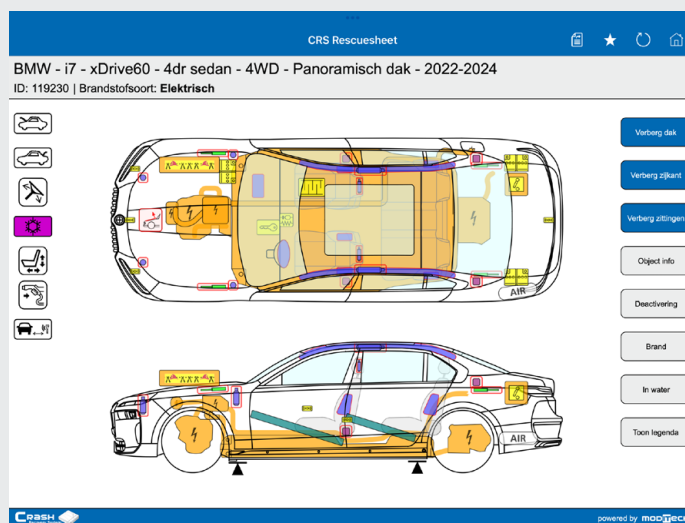 CRS Rescuesheet
BMW - i7 - xDrive60 - 4dr sedan - 4WD - Panoramisch dak - 2022-2024
ID: 119230 | Brandstofsoort: Elektrisch
Verberg dak
Verberg zijkant
Verberg zittingen
Object info
Deactivering
Brand
In water
Toon legenda
AIR
AIR
CRASH
powered by MODITECH